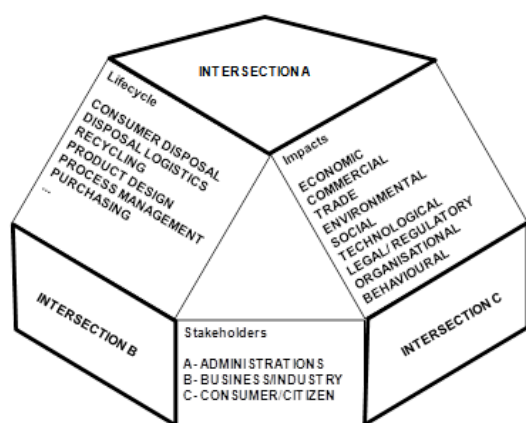 INTERSECTION A
Lifecycle
CONSUMER DISPOSAL
DISPOSAL LOGISTICS
RECYCLING
PRODUCT DESIGN
PROCESS MANAGEMENT
PURCHASING
...
Impacts
ECONOMIC
COMMERCIAL
TRADE
ENVIRONMENTAL
SOCIAL
TECHNOLOGICAL
LEGAL/ REGULATORY
ORGANISATIONAL
BEHAVIOURAL
INTERSECTION B
Stakeholders
A- ADMINISTRATIONS
B- BUSINESS/INDUSTRY
C- CONSUMER/CITIZEN
INTERSECTION C